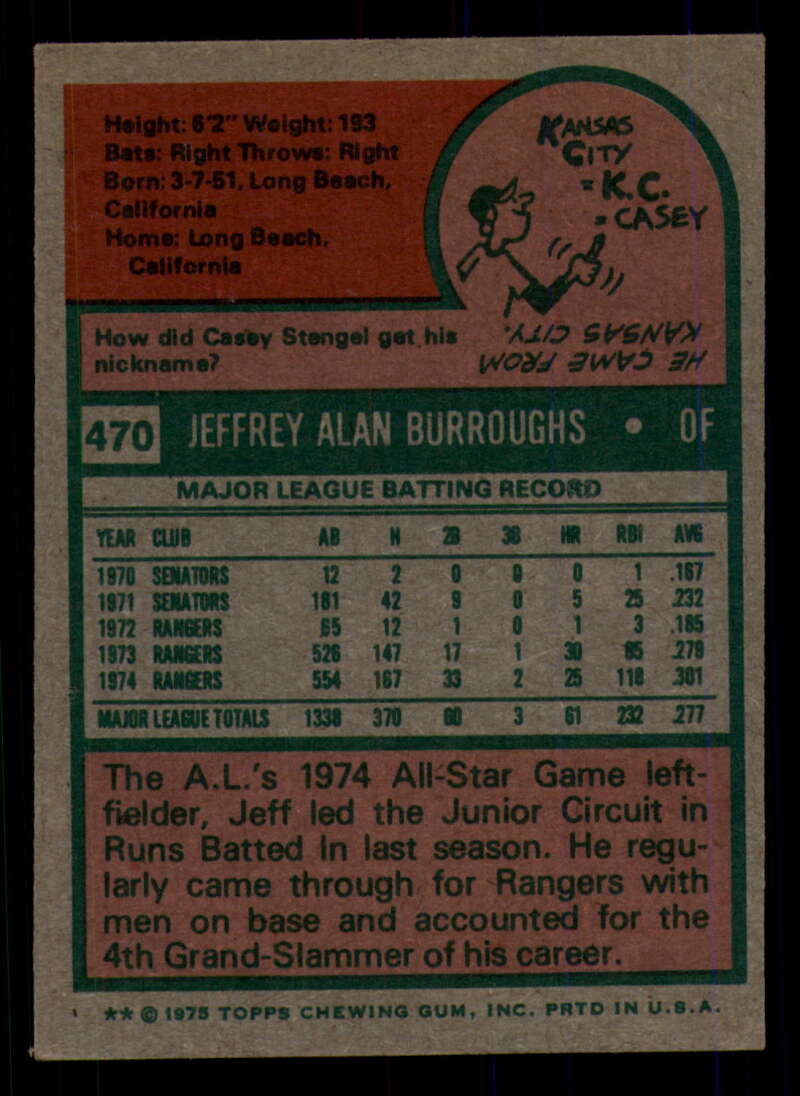 Height: 6'2" Weight: 193
Bats: Right Throws: Right
Born: 3-7-51, Long Beach,
California
Home: Long Beach,
California
KANSAS
CITY
= K.C.
= CASEY
How did Casey Stengel get his
nickname?
HE CAME FROM
KANSAS CITY.
470 JEFFREY ALAN BURROUGHS • OF
MAJOR LEAGUE BATTING RECORD
YEAR CLUB AB H 2B 3B HR RBI AVG
1970 SENATORS 12 2 0 0 0 1 .167
1971 SENATORS 181 42 9 0 5 25 .232
1972 RANGERS 65 12 1 0 1 3 .185
1973 RANGERS 526 147 17 1 30 85 .279
1974 RANGERS 554 167 33 2 25 118 .301
MAJOR LEAGUE TOTALS 1338 370 60 3 61 232 .277
The A.L.'s 1974 All-Star Game left-
fielder, Jeff led the Junior Circuit in
Runs Batted In last season. He regu-
larly came through for Rangers with
men on base and accounted for the
4th Grand-Slammer of his career.
** © 1975 TOPPS CHEWING GUM, INC. PRTD IN U.S.A.